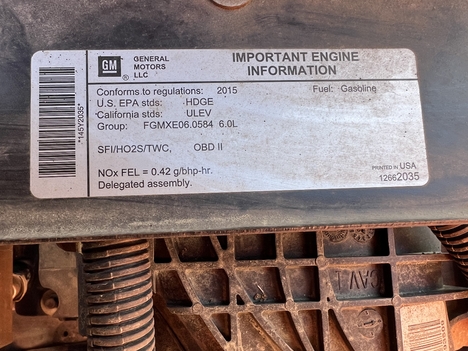 GM
®
GENERAL
MOTORS
LLC
IMPORTANT ENGINE
INFORMATION
Conforms to regulations: 2015 Fuel: Gasoline
U.S. EPA stds: HDGE
California stds: ULEV
Group: FGMXE06.0584 6.0L
SFI/HO2S/TWC, OBD II
NOx FEL = 0.42 g/bhp-hr.
Delegated assembly.
PRINTED IN USA
12662035
*145Y2035*